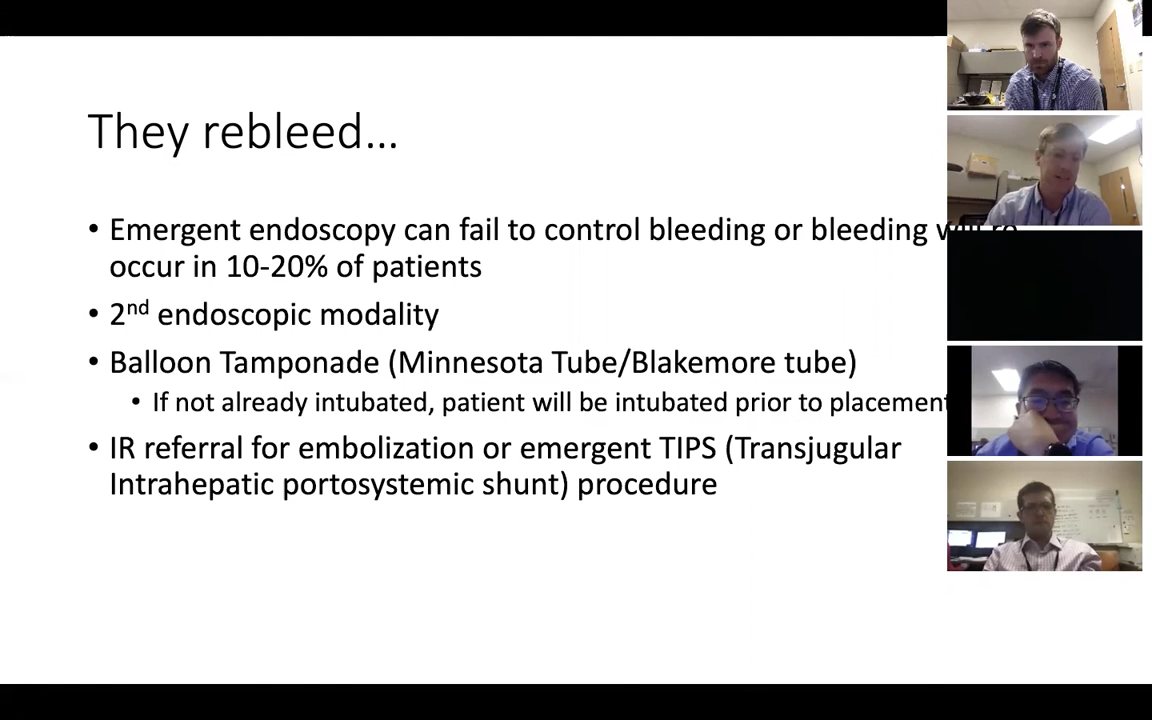 They rebleed...
• Emergent endoscopy can fail to control bleeding or bleeding will re
occur in 10-20% of patients
• 2nd endoscopic modality
• Balloon Tamponade (Minnesota Tube/Blakemore tube)
• If not already intubated, patient will be intubated prior to placement
• IR referral for embolization or emergent TIPS (Transjugular
Intrahepatic portosystemic shunt) procedure